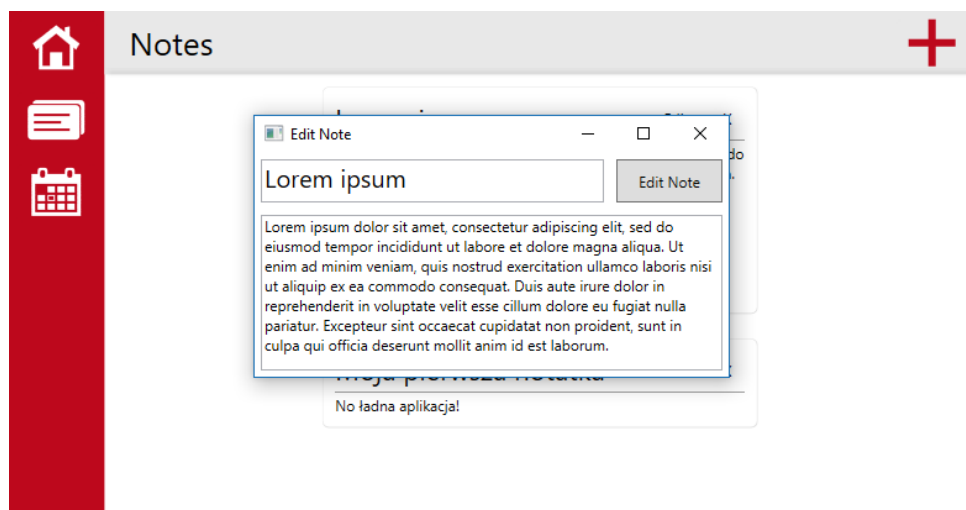 Notes
Edit Note
Lorem ipsum
Edit Note
Lorem ipsum dolor sit amet, consectetur adipiscing elit, sed do
eiusmod tempor incididunt ut labore et dolore magna aliqua. Ut
enim ad minim veniam, quis nostrud exercitation ullamco laboris nisi
ut aliquip ex ea commodo consequat. Duis aute irure dolor in
reprehenderit in voluptate velit esse cillum dolore eu fugiat nulla
pariatur. Excepteur sint occaecat cupidatat non proident, sunt in
culpa qui officia deserunt mollit anim id est laborum.
do
Moja pierwsza notatka
No ładna aplikacja!